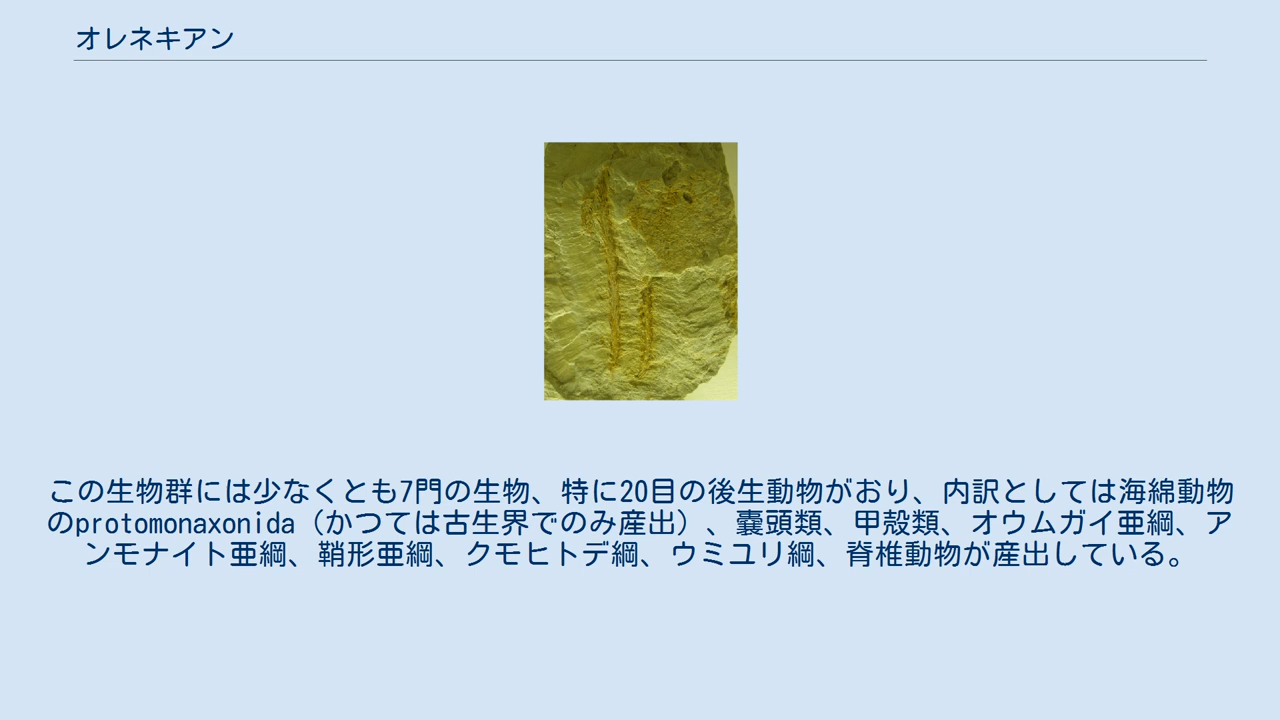 オレネキアン
この生物群には少なくとも7門の生物、特に20目の後生動物がおり、内訳としては海綿動物
のprotomonaxonida（かつては古生界でのみ産出）、嚢頭類、甲殻類、オウムガイ亜綱、ア
ンモナイト亜綱、鞘形亜綱、クモヒトデ綱、ウミユリ綱、脊椎動物が産出している。